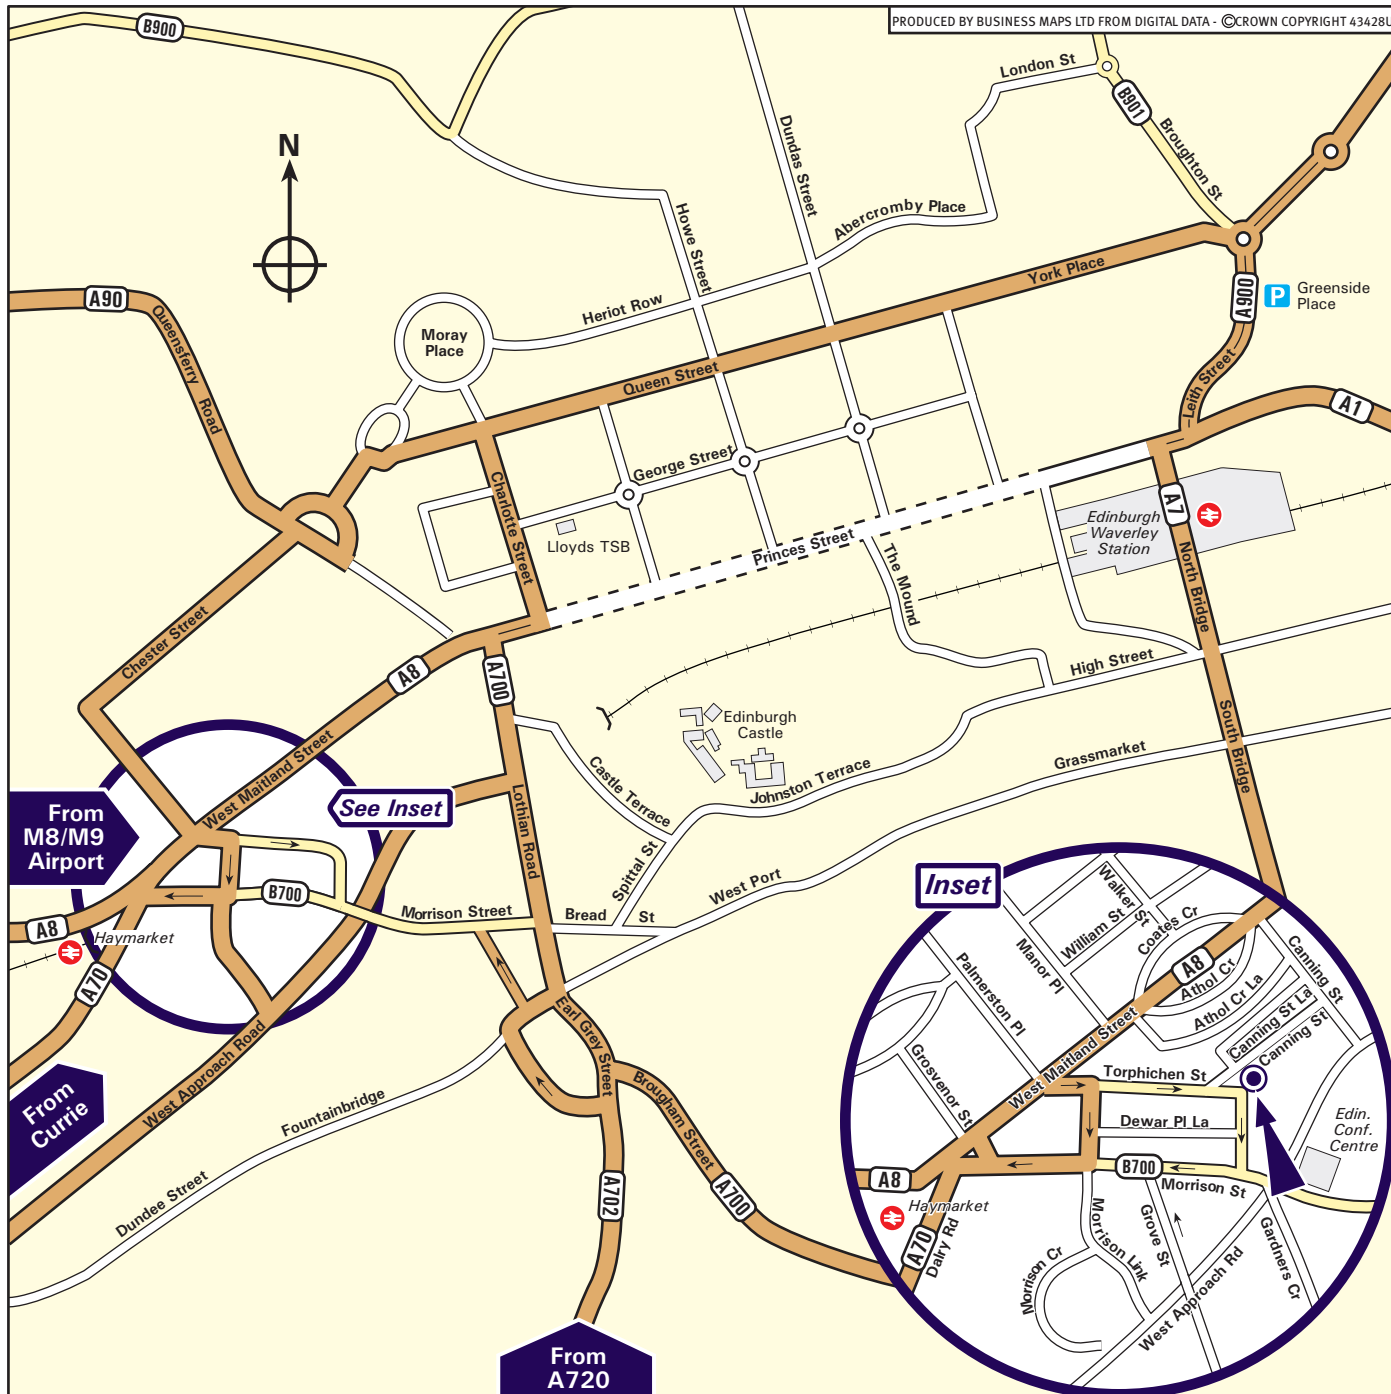 PRODUCED BY BUSINESS MAPS LTD FROM DIGITAL DATA - ©CROWN COPYRIGHT 43428U
B900
London St
B901
Broughton St
Dundas Street
N
Abercromby Place
Howe Street
York Place
A90
Heriot Row
A900
P
Greenside
Place
Queensferry
Road
Moray
Place
Queen Street
Leith Street
A1
George Street
Charlotte Street
Lloyds TSB
Princes Street
Edinburgh
Waverley
Station
A7
The Mound
North Bridge
Chester Street
A8
A700
High Street
Edinburgh
Castle
South Bridge
West Maitland Street
Castle Terrace
Grassmarket
Johnston Terrace
See Inset
From
M8/M9
Airport
Lothian Road
Spittal St
West Port
B700
Morrison Street
Bread St
A8
Haymarket
A70
Earl Grey Street
West Approach Road
Brougham Street
From
Currie
Fountainbridge
Dundee Street
A702
A700
From
A720
Inset
Walker St
William St
Coates Cr
Manor Pl
Palmerston Pl
A8
Athol Cr
Athol Cr La
Canning St
Canning St La
Canning St
West Maitland Street
Grosvenor St
Torphichen St
Dewar Pl La
Edin.
Conf.
Centre
A8
B700
Morrison St
Haymarket
A70
Dalry Rd
Morrison Link
Grove St
Gardners Cr
Morrison Cr
West Approach Rd